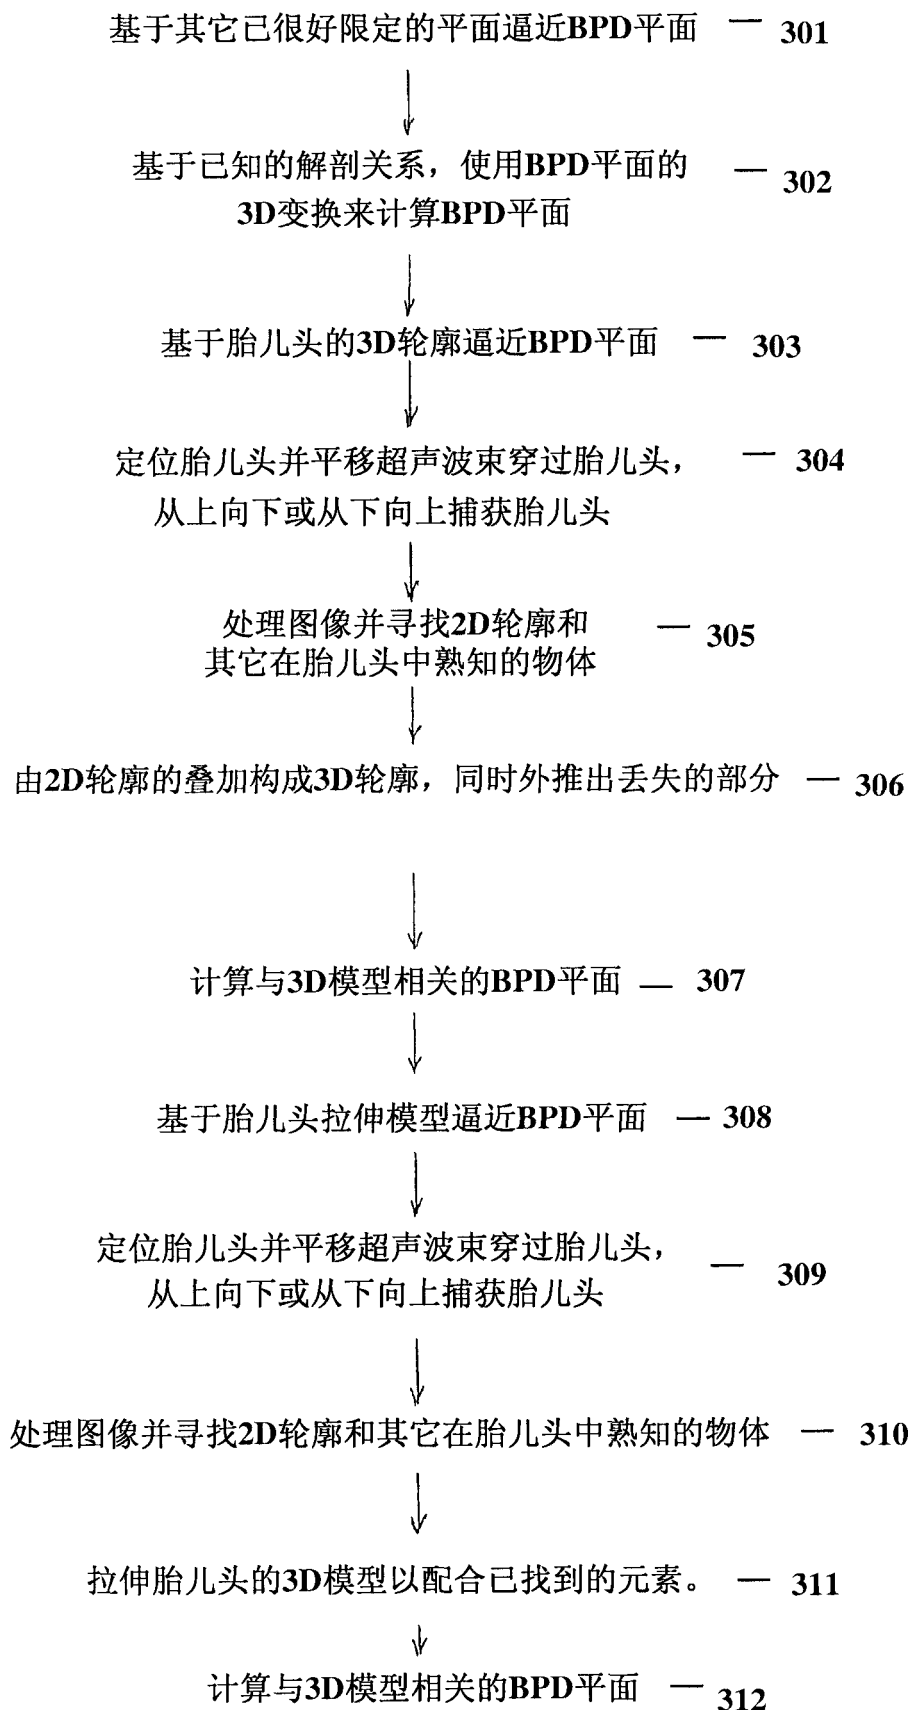 基于其它已很好限定的平面逼近BPD平面 — 301
基于已知的解剖关系，使用BPD平面的 — 302
3D变换来计算BPD平面
基于胎儿头的3D轮廓逼近BPD平面 — 303
定位胎儿头并平移超声波束穿过胎儿头， — 304
从上向下或从下向上捕获胎儿头
处理图像并寻找2D轮廓和 — 305
其它在胎儿头中熟知的物体
由2D轮廓的叠加构成3D轮廓，同时外推出丢失的部分 — 306
计算与3D模型相关的BPD平面 — 307
基于胎儿头拉伸模型逼近BPD平面 — 308
定位胎儿头并平移超声波束穿过胎儿头， — 309
从上向下或从下向上捕获胎儿头
处理图像并寻找2D轮廓和其它在胎儿头中熟知的物体 — 310
拉伸胎儿头的3D模型以配合已找到的元素。 — 311
计算与3D模型相关的BPD平面 — 312